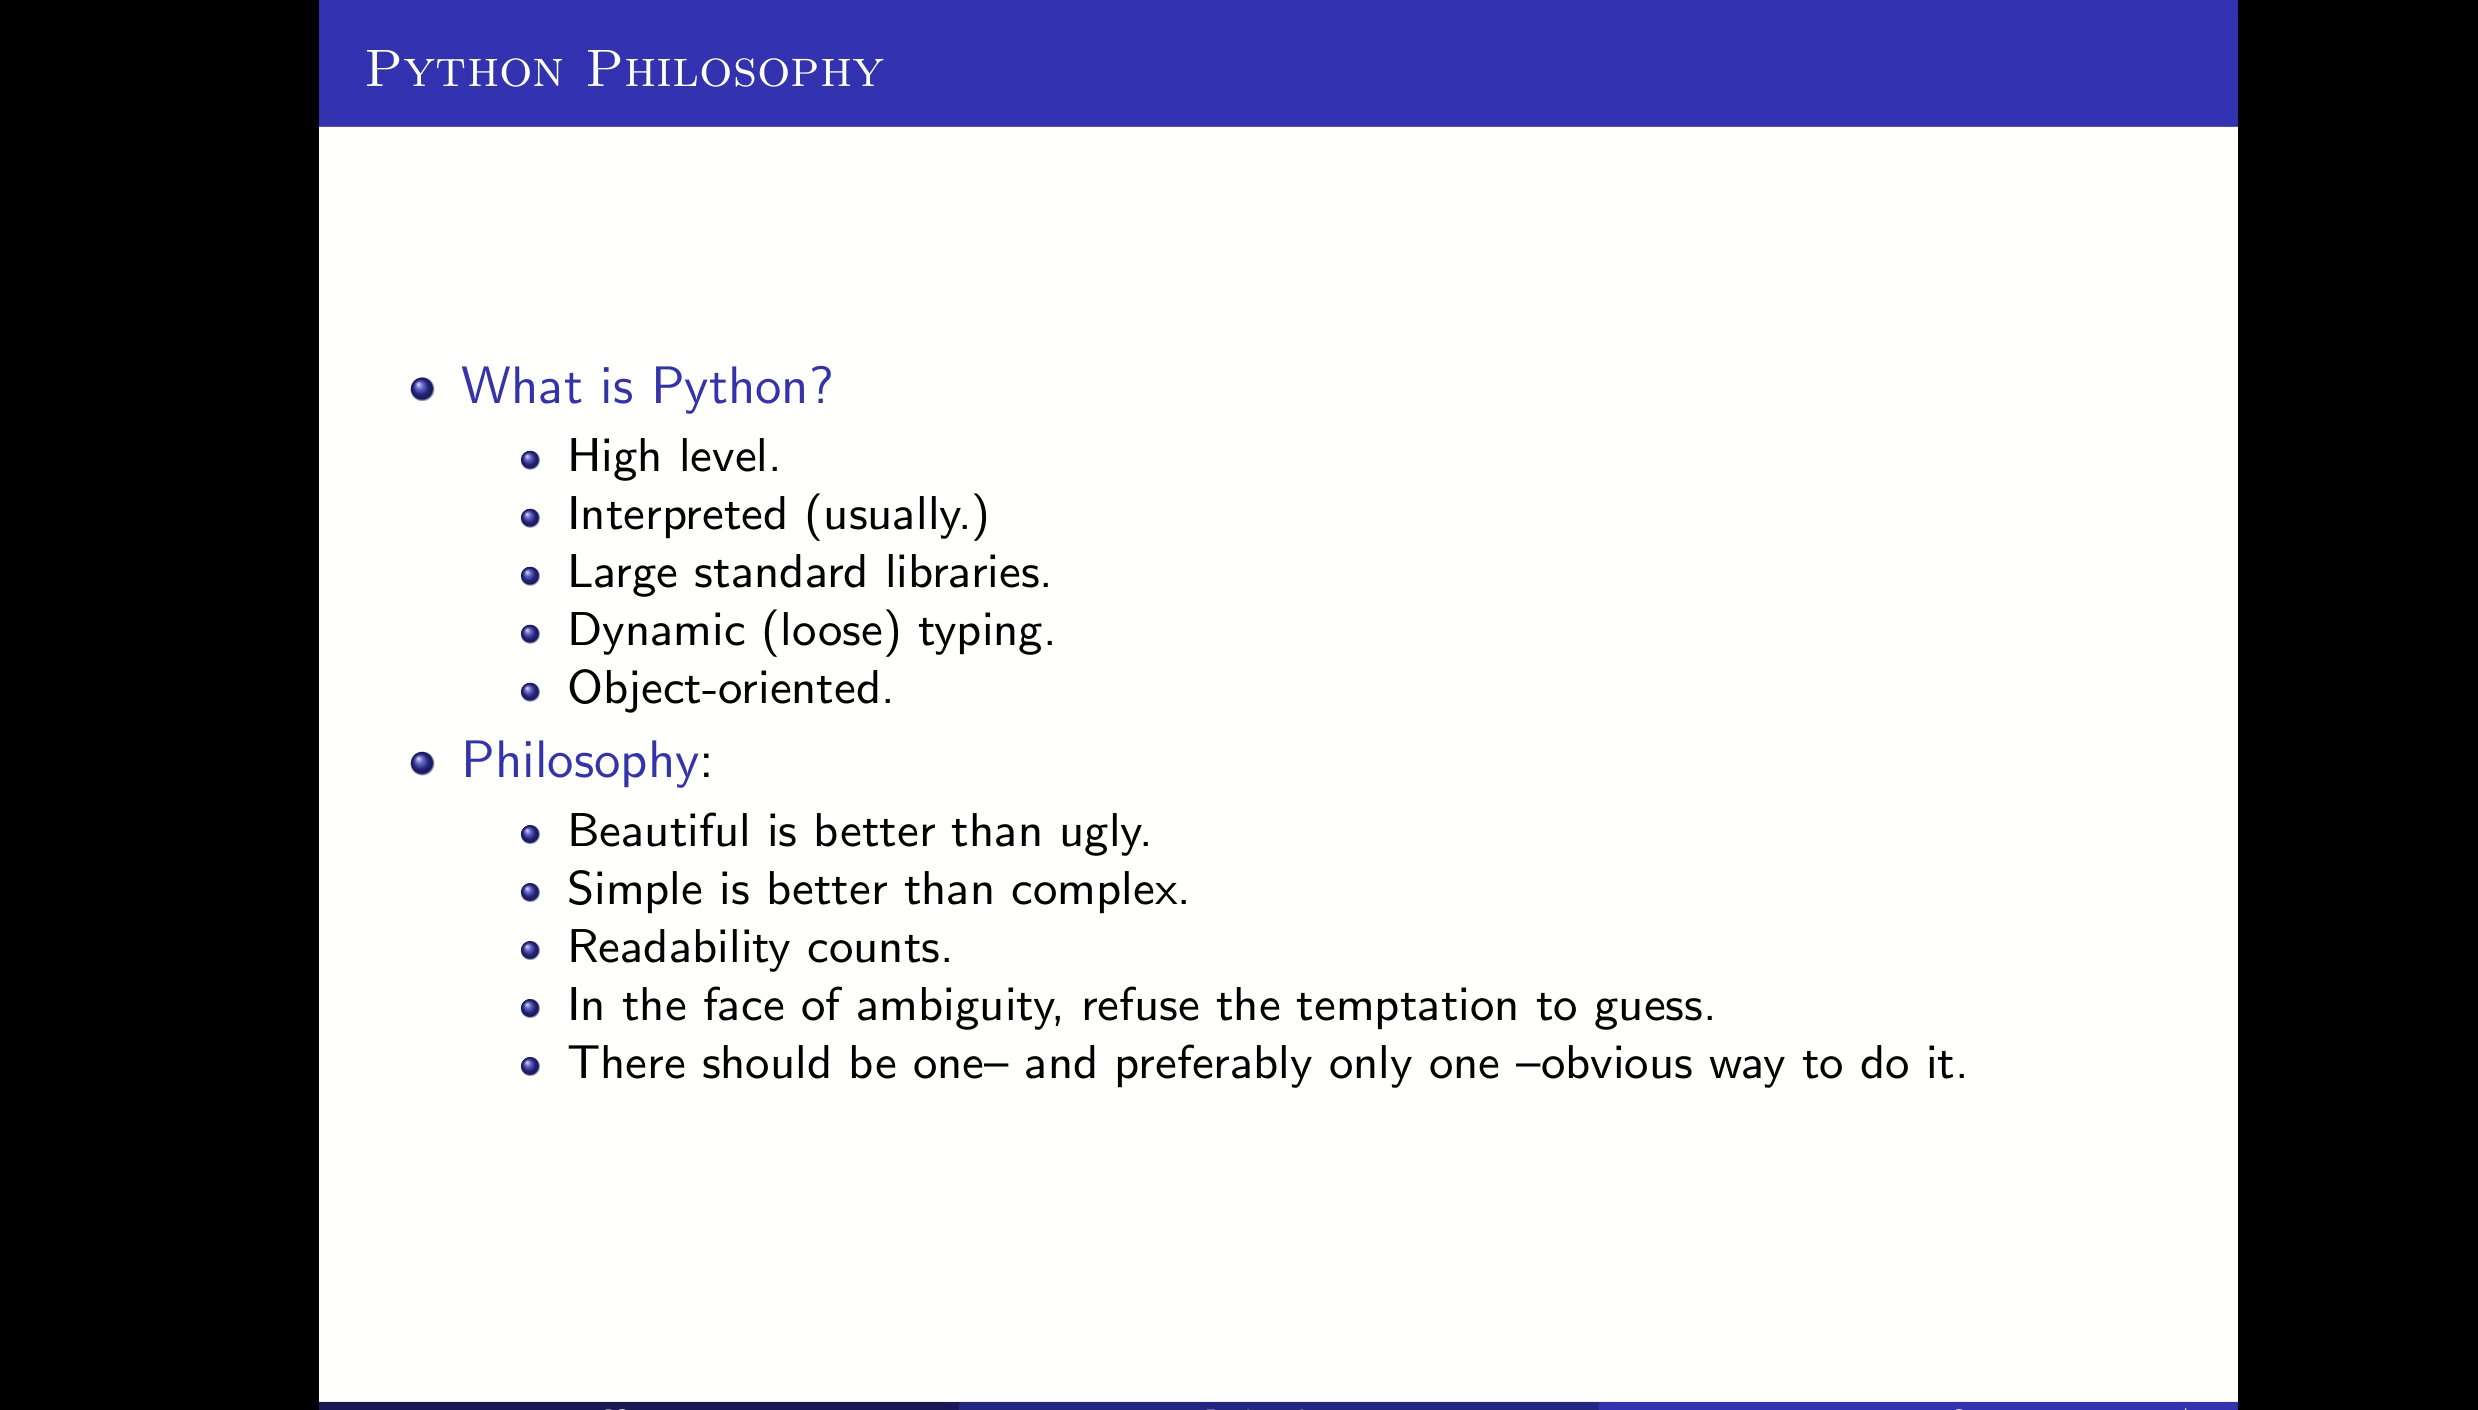 Python Philosophy
What is Python?
High level.
Interpreted (usually.)
Large standard libraries.
Dynamic (loose) typing.
Object-oriented.
Philosophy:
Beautiful is better than ugly.
Simple is better than complex.
Readability counts.
In the face of ambiguity, refuse the temptation to guess.
There should be one– and preferably only one –obvious way to do it.